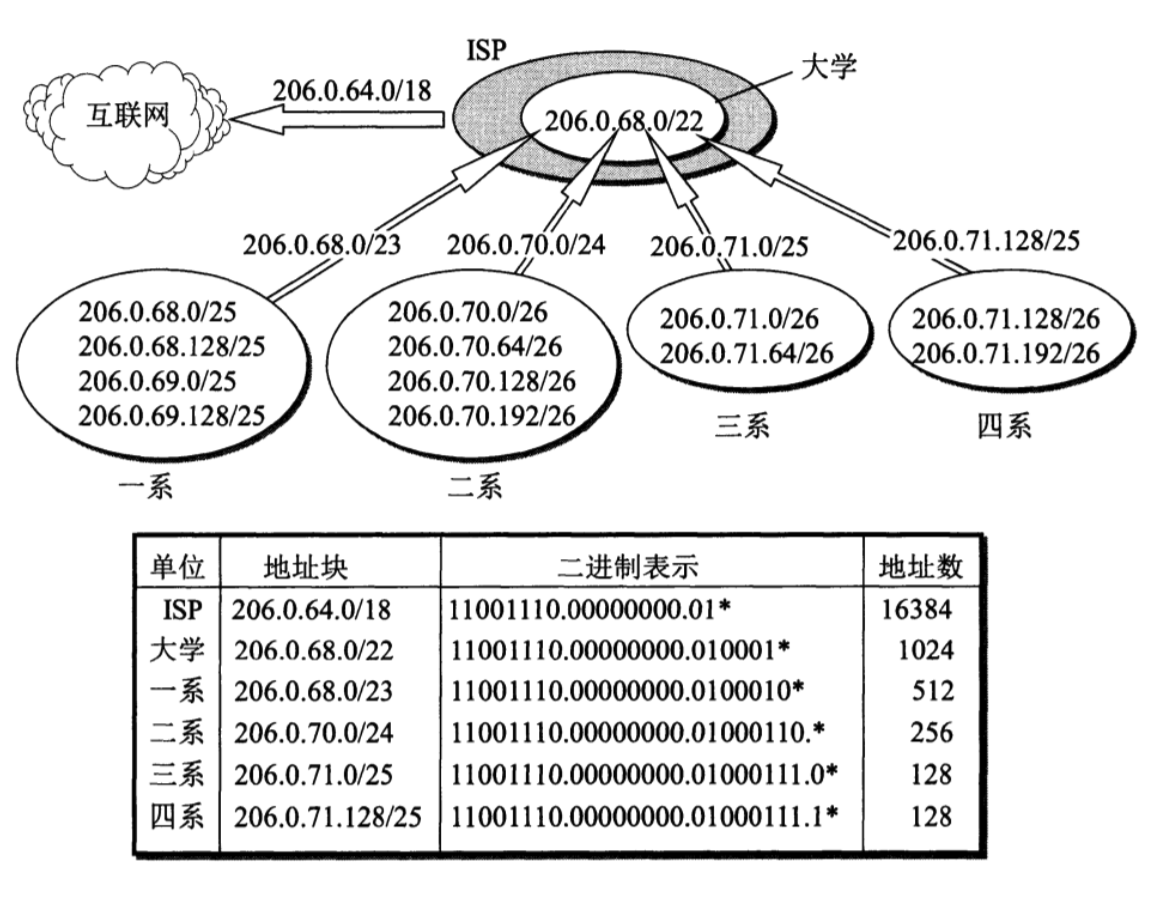 ISP
大学
206.0.64.0/18
互联网
206.0.68.0/22
206.0.68.0/23
206.0.70.0/24
206.0.71.0/25
206.0.71.128/25
206.0.68.0/25
206.0.68.128/25
206.0.69.0/25
206.0.69.128/25
一系
206.0.70.0/26
206.0.70.64/26
206.0.70.128/26
206.0.70.192/26
二系
206.0.71.0/26
206.0.71.64/26
三系
206.0.71.128/26
206.0.71.192/26
四系
单位 地址块 二进制表示 地址数
ISP 206.0.64.0/18 11001110.00000000.01* 16384
大学 206.0.68.0/22 11001110.00000000.010001* 1024
一系 206.0.68.0/23 11001110.00000000.0100010* 512
二系 206.0.70.0/24 11001110.00000000.01000110.* 256
三系 206.0.71.0/25 11001110.00000000.01000111.0* 128
四系 206.0.71.128/25 11001110.00000000.01000111.1* 128